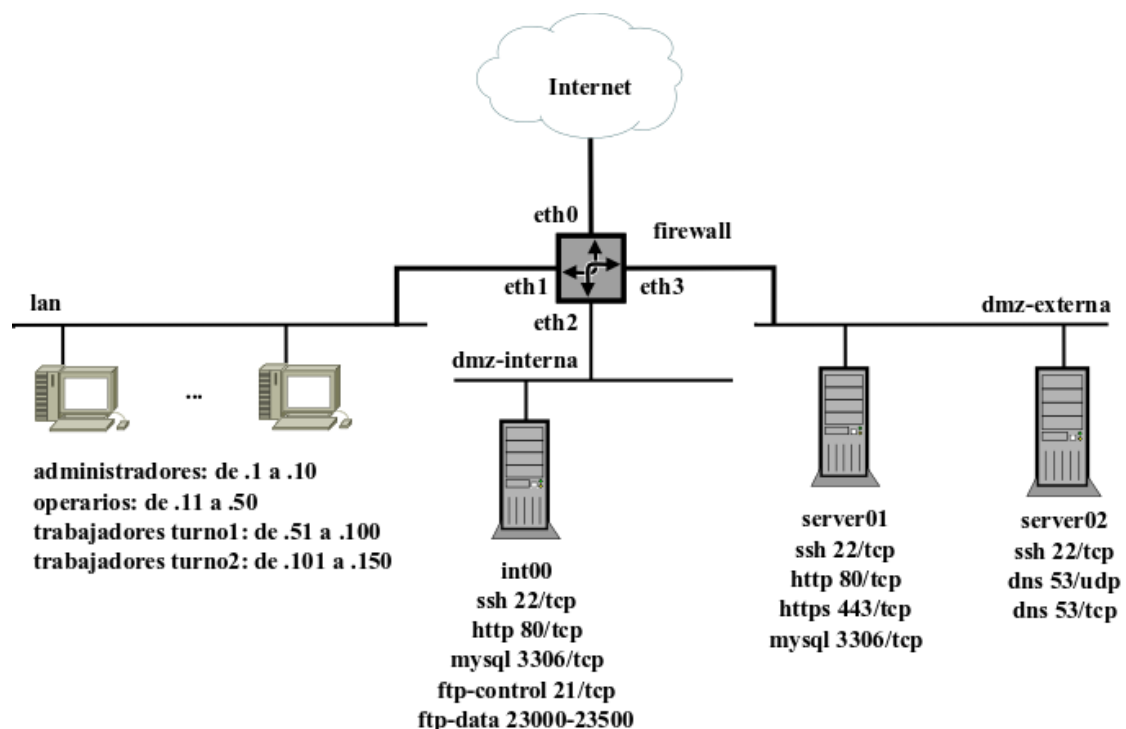 Internet
eth0
firewall
eth1
eth3
lan
eth2
dmz-externa
dmz-interna
...
administradores: de .1 a .10
operarios: de .11 a .50
trabajadores turno1: de .51 a .100
trabajadores turno2: de .101 a .150
int00
ssh 22/tcp
http 80/tcp
mysql 3306/tcp
ftp-control 21/tcp
ftp-data 23000-23500
server01
ssh 22/tcp
http 80/tcp
https 443/tcp
mysql 3306/tcp
server02
ssh 22/tcp
dns 53/udp
dns 53/tcp